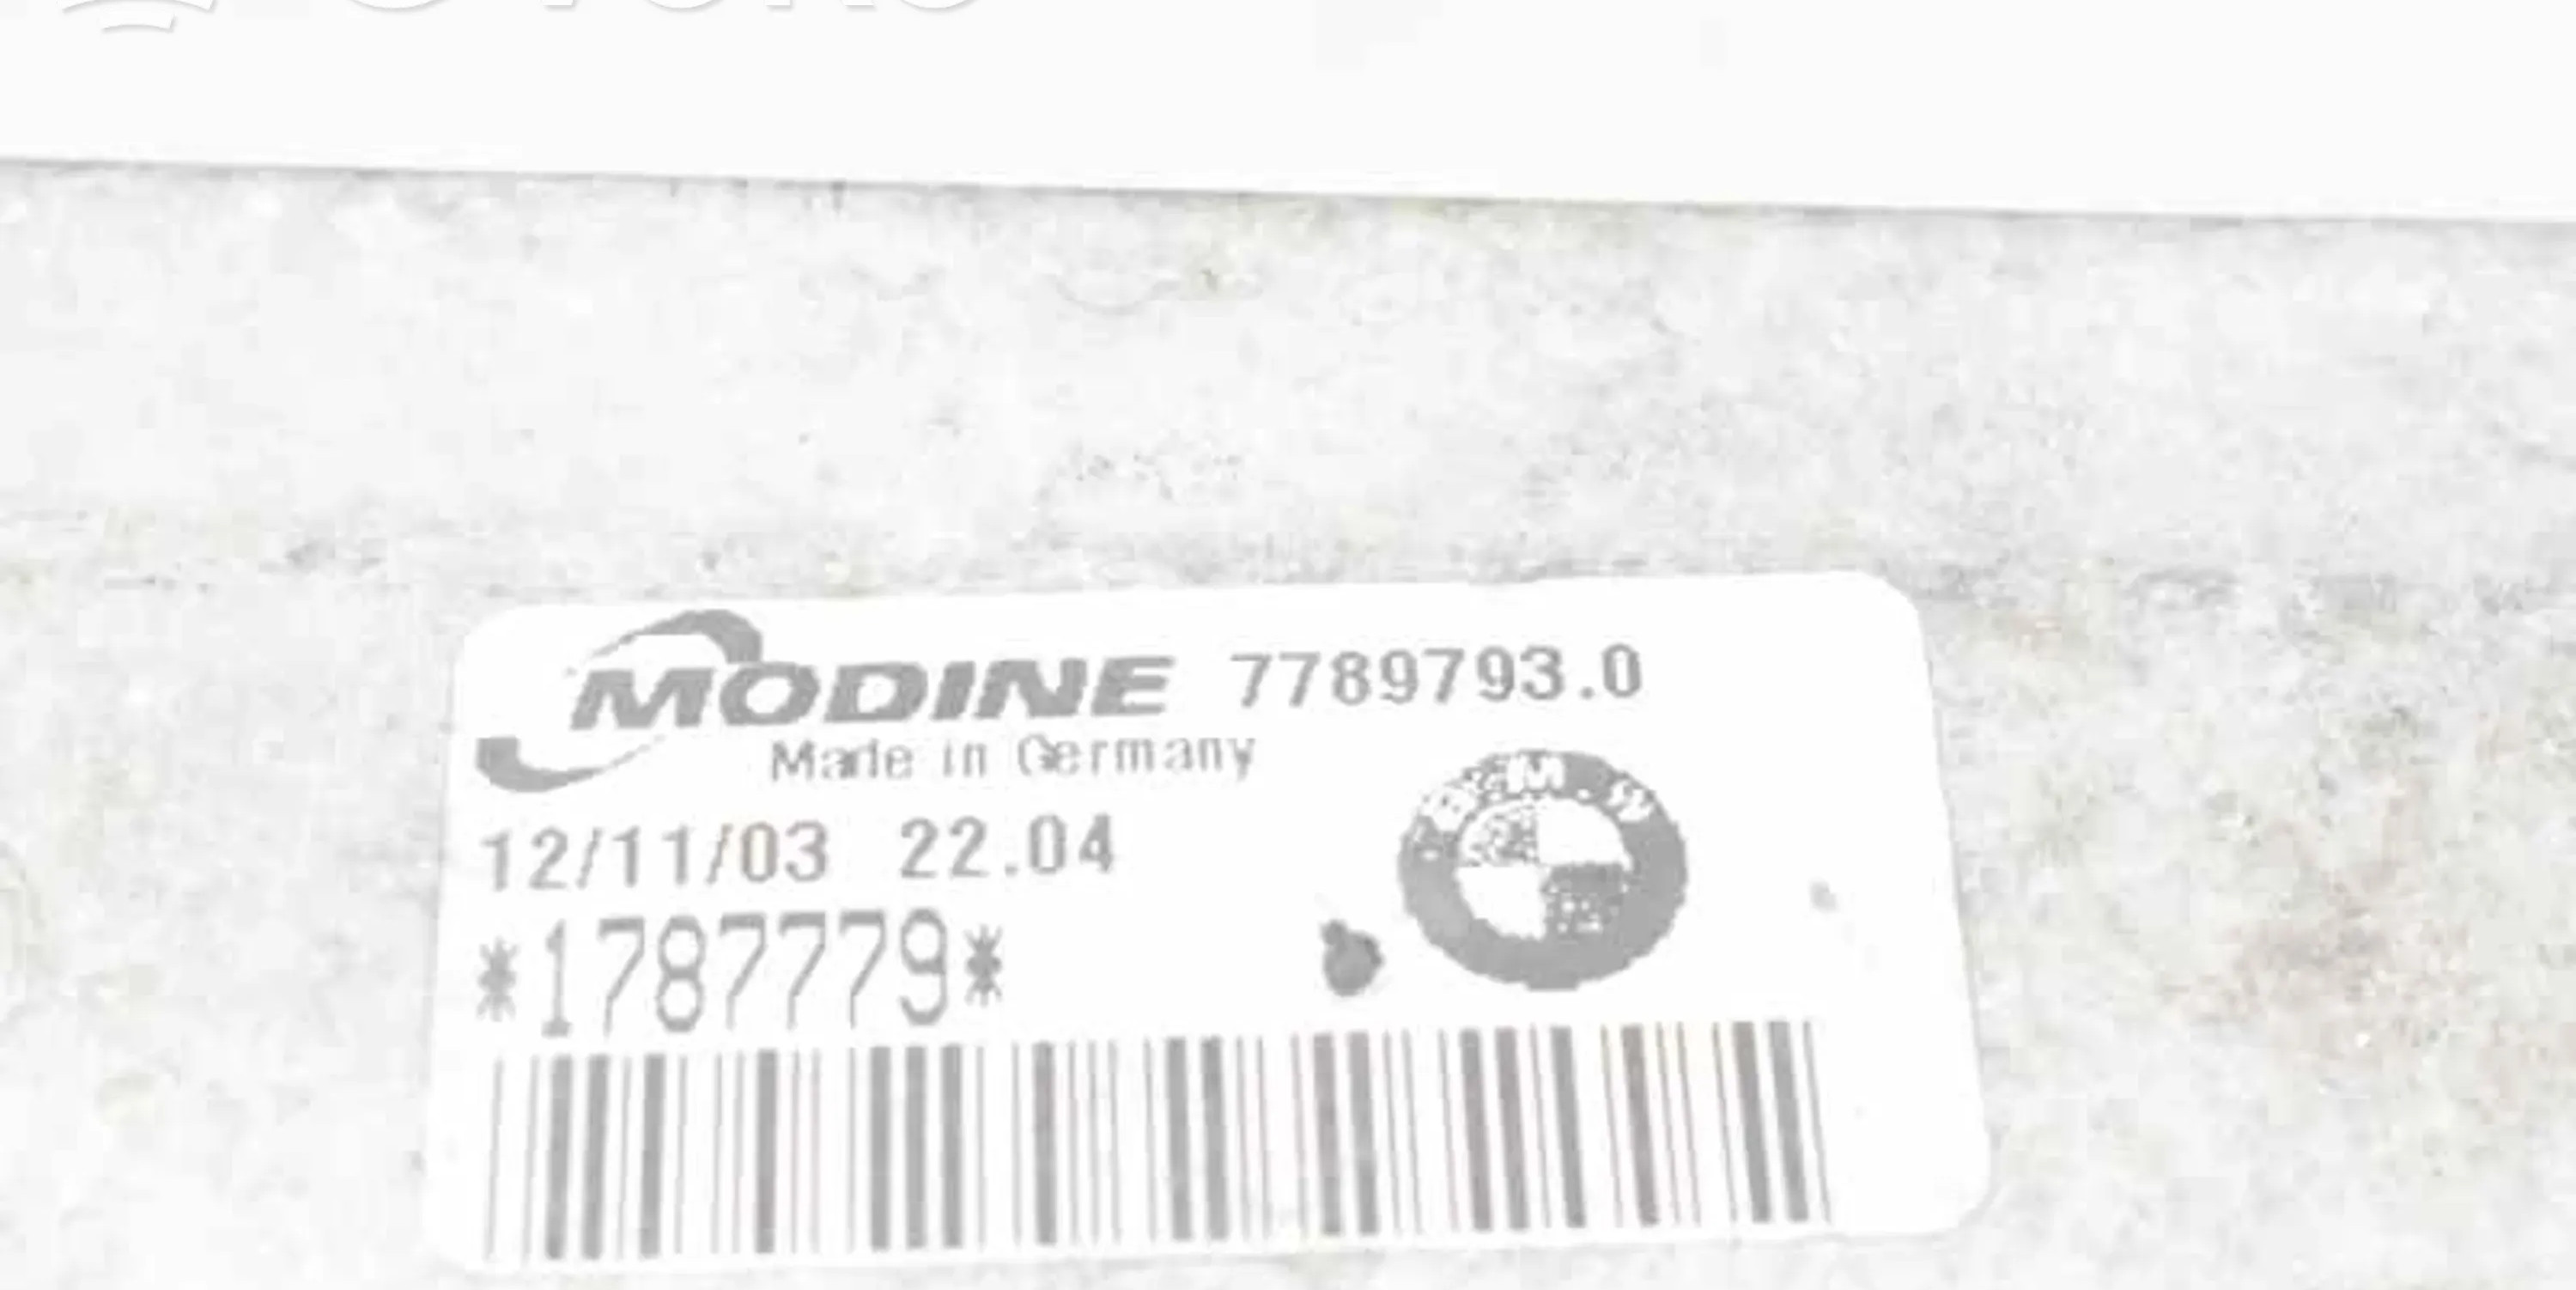 MODINE 7789793.0
Made in Germany
B.M.W
12/11/03 22.04
*1787779*